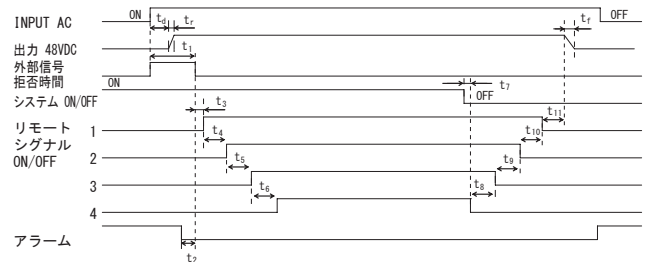 INPUT AC ON OFF
td tr tf
出力 48VDC
t1
外部信号
拒否時間
ON t7
システム ON/OFF OFF
t3
リモート 1 t4 t10 t11
シグナル
ON/OFF 2 t5 t9
3 t6 t8
4
アラーム
t2